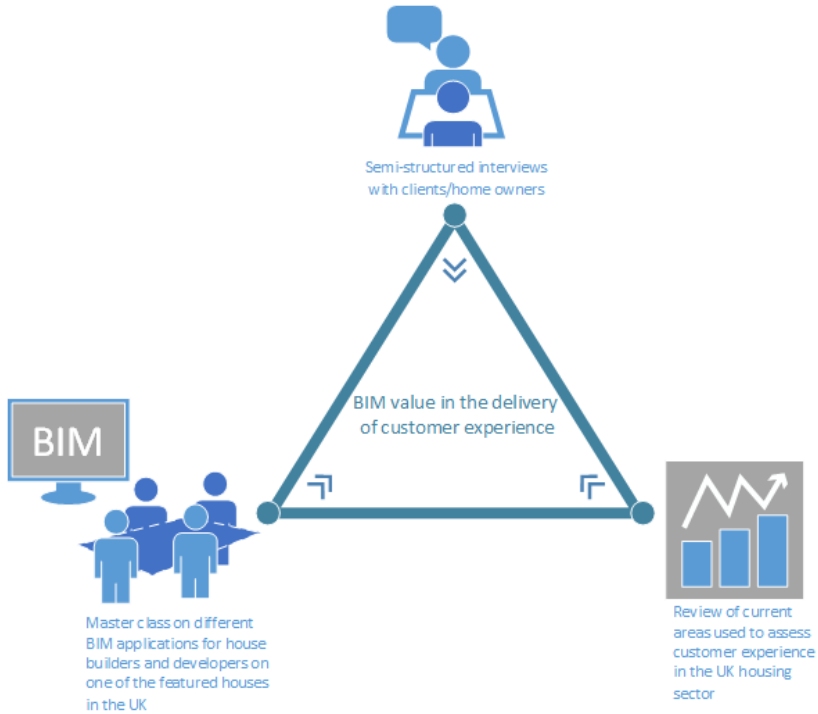 Semi-structured interviews
with clients/home owners
BIM value in the delivery
of customer experience
BIM
Master class on different
BIM applications for house
builders and developers on
one of the featured houses
in the UK
Review of current
areas used to assess
customer experience
in the UK housing
sector